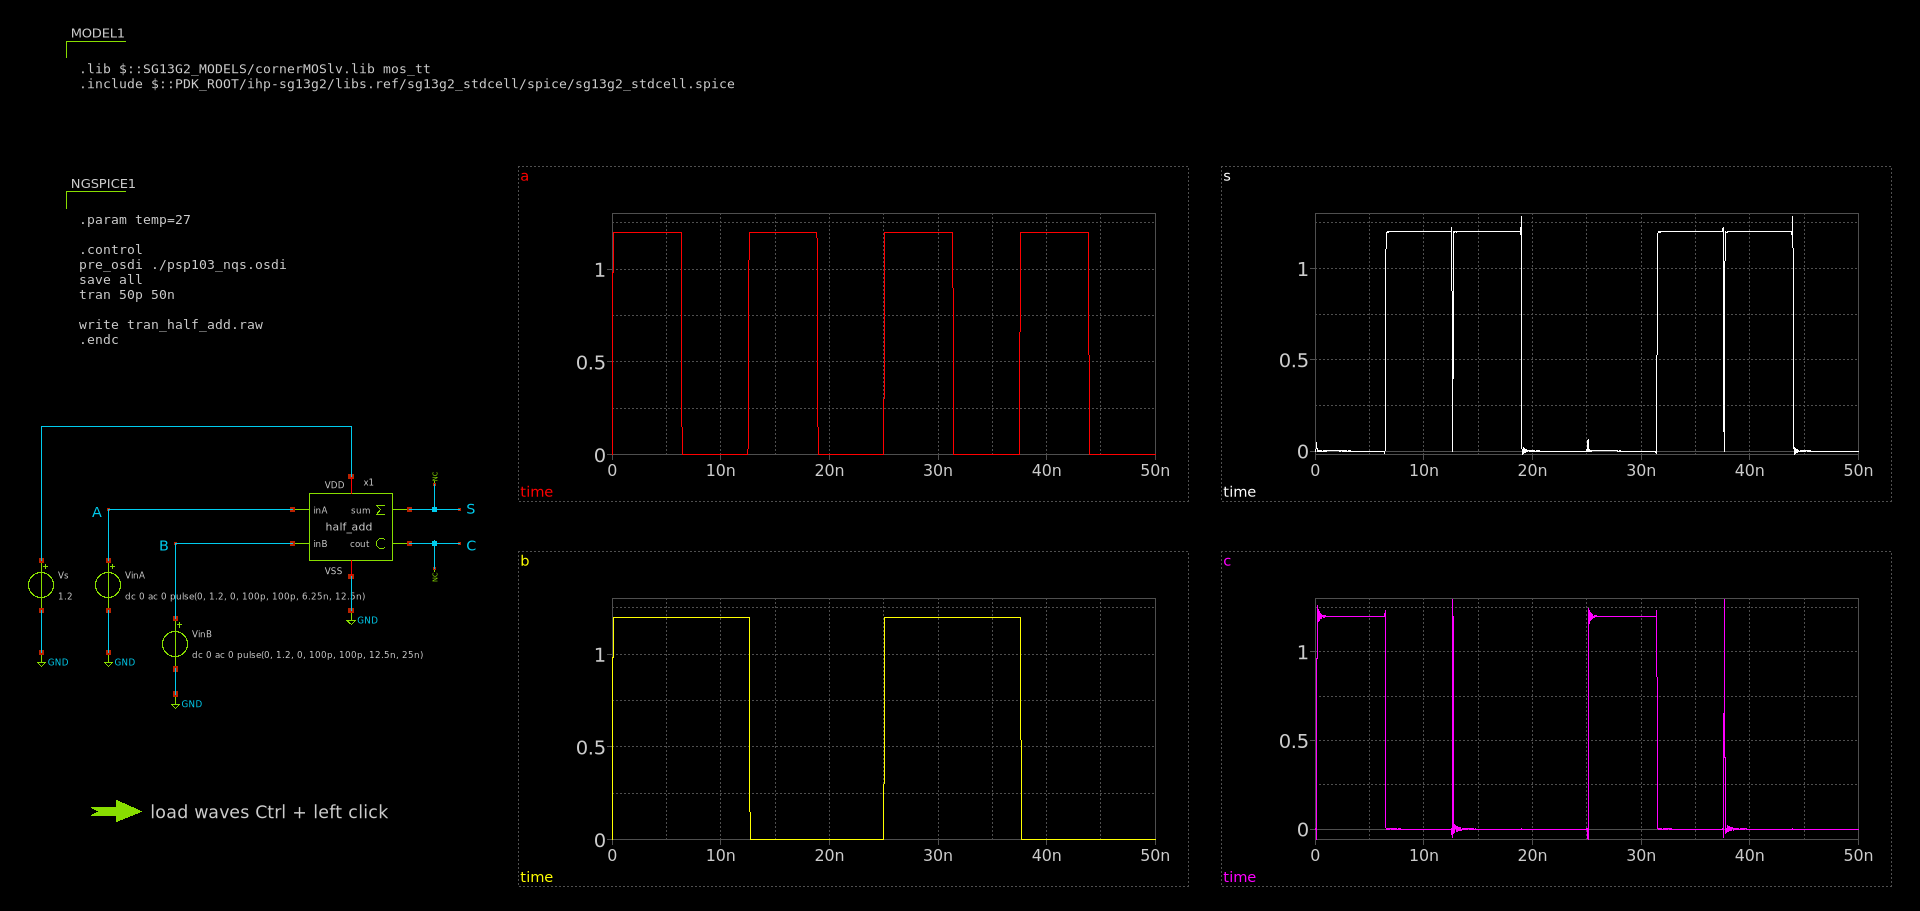 MODEL1
.lib $::SG13G2_MODELS/cornerMOSlv.lib mos_tt
.include $::PDK_ROOT/ihp-sg13g2/libs.ref/sg13g2_stdcell/spice/sg13g2_stdcell.spice
NGSPICE1
.param temp=27
.control
pre_osdi ./psp103_nqs.osdi
save all
tran 50p 50n
write tran_half_add.raw
.endc
NC
VDD
x1
A
inA
sum Σ
S
half_add
B
inB
cout C
C
NC
VSS
Vs
1.2
VinA
dc 0 ac 0 pulse(0, 1.2, 0, 100p, 100p, 6.25n, 12.5n)
GND
VinB
dc 0 ac 0 pulse(0, 1.2, 0, 100p, 100p, 12.5n, 25n)
GND
GND
GND
load waves Ctrl + left click
a
1
0.5
0
0 10n 20n 30n 40n 50n
time
s
1
0.5
0
0 10n 20n 30n 40n 50n
time
b
1
0.5
0
0 10n 20n 30n 40n 50n
time
c
1
0.5
0
0 10n 20n 30n 40n 50n
time